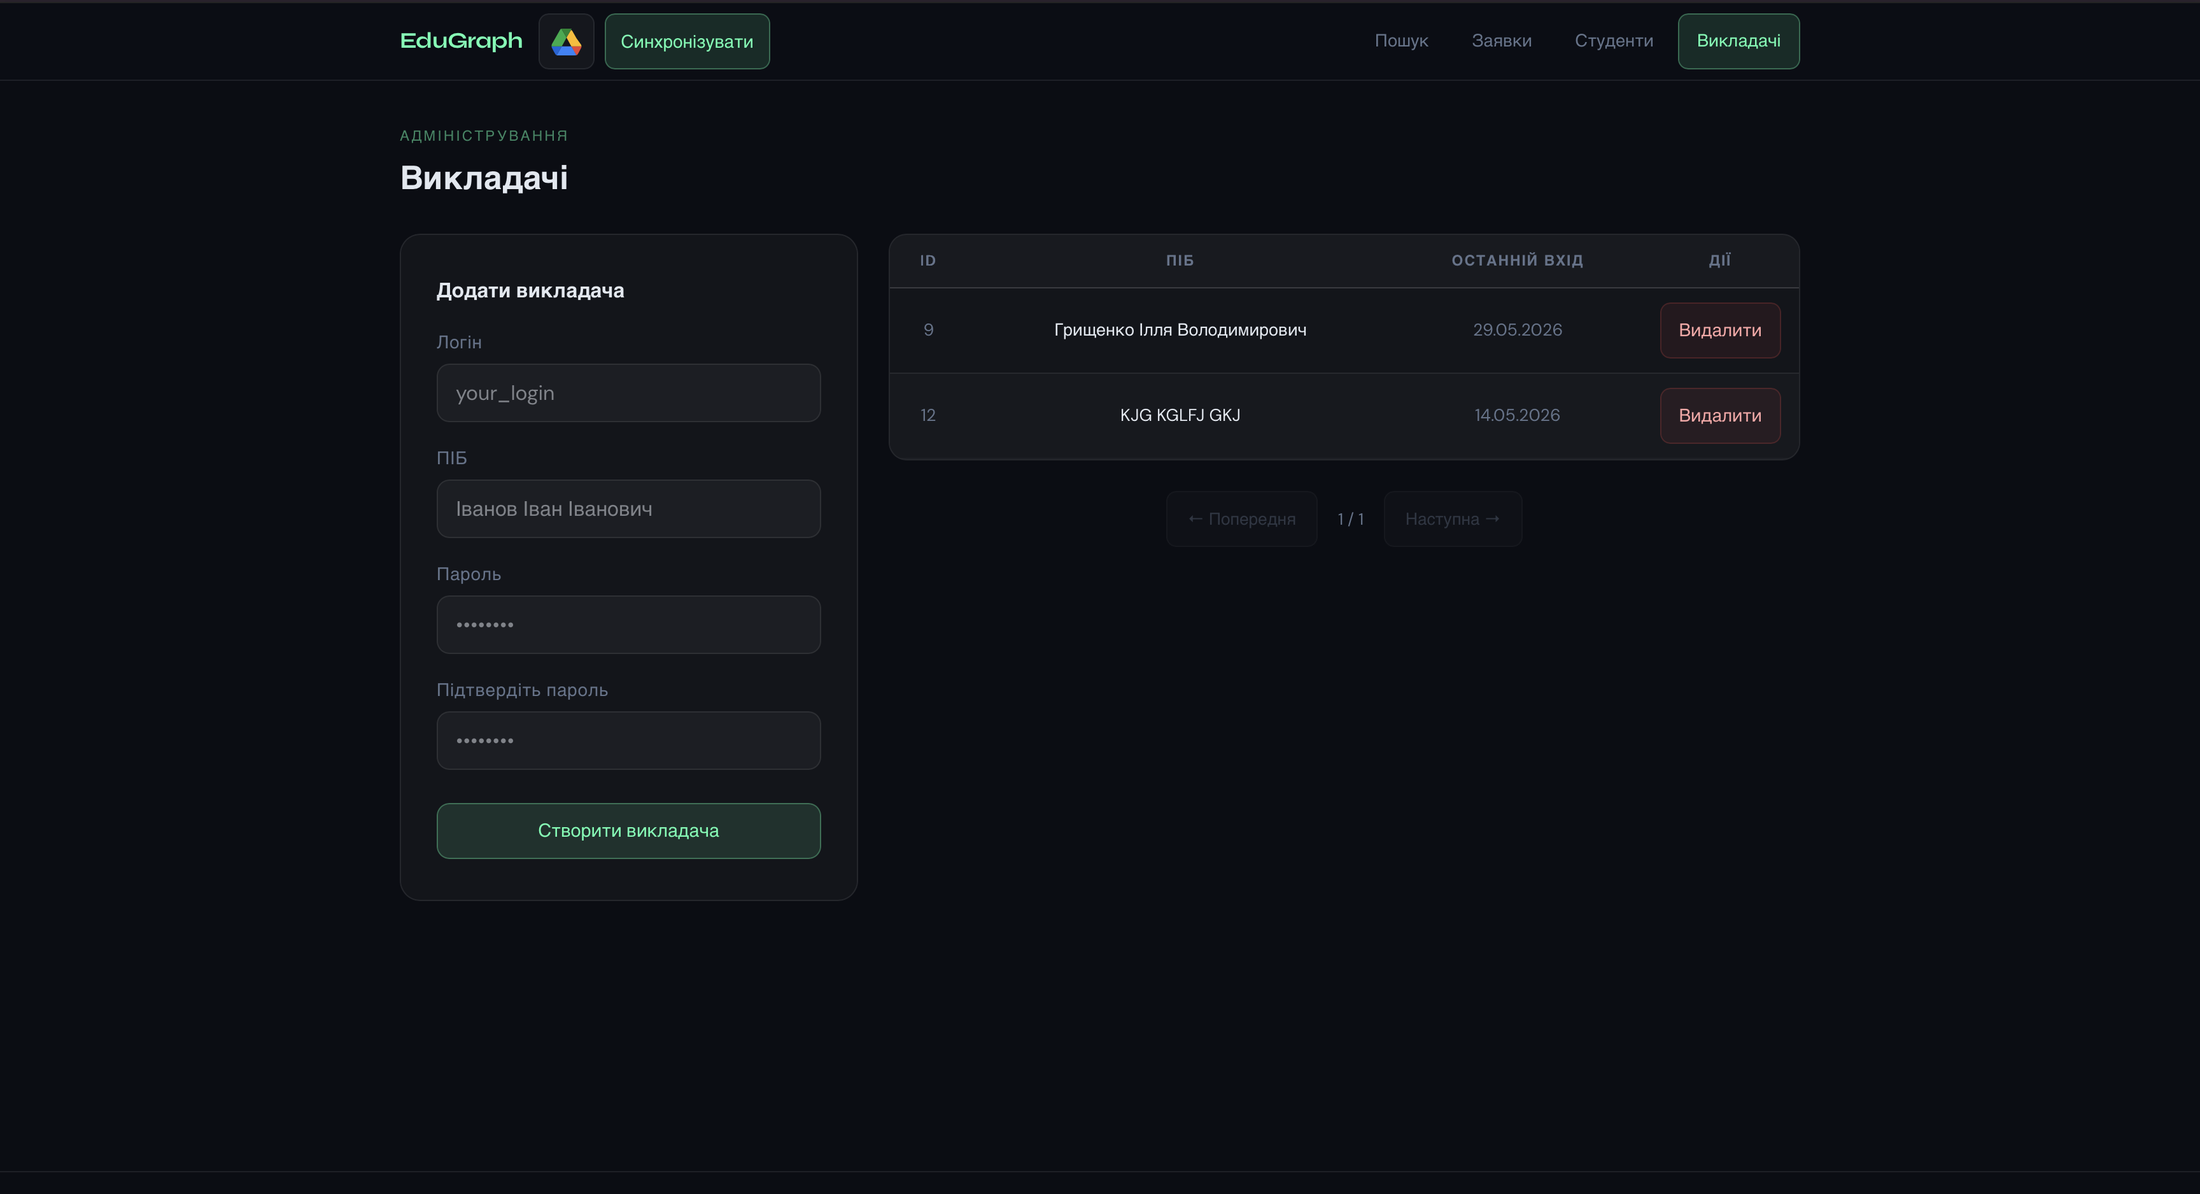 EduGraph Синхронізувати Пошук Заявки Студенти Викладачі
АДМІНІСТРУВАННЯ
Викладачі
Додати викладача
Логін
your_login
ПІБ
Іванов Іван Іванович
Пароль
••••••••
Підтвердіть пароль
••••••••
Створити викладача
ID ПІБ ОСТАННІЙ ВХІД ДІЇ
9 Грищенко Ілля Володимирович 29.05.2026 Видалити
12 KJG KGLFJ GKJ 14.05.2026 Видалити
← Попередня 1 / 1 Наступна →